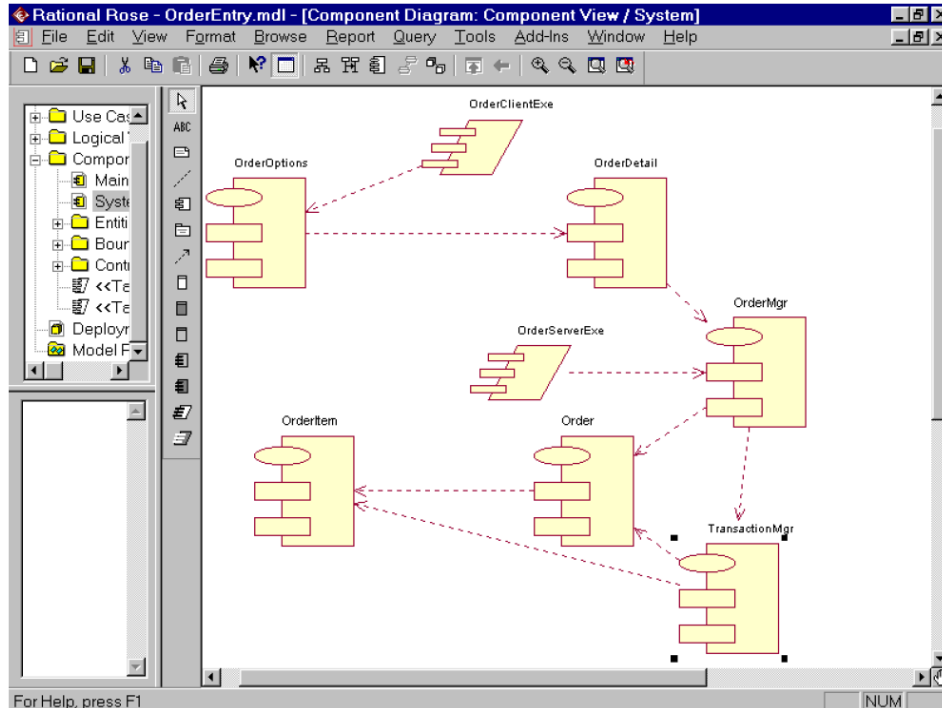 Rational Rose - OrderEntry.mdl - [Component Diagram: Component View / System]
File Edit View Format Browse Report Query Tools Add-Ins Window Help
Use Cas
Logical
Compor
Main
Syste
Entiti
Bour
Contr
<<Ta
<<Te
Deployr
Model F
ABC
OrderClientExe
OrderOptions
OrderDetail
OrderMgr
OrderServerExe
OrderItem
Order
TransactionMgr
For Help, press F1
NUM